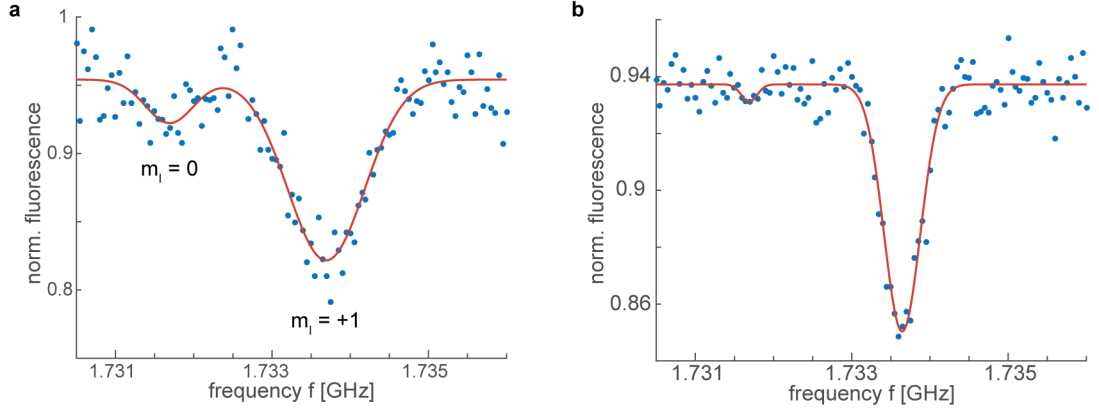 a
1
0.9
0.8
norm. fluorescence
m_I = 0
m_I = +1
1.731
1.733
1.735
frequency f [GHz]
b
0.94
0.9
0.86
norm. fluorescence
1.731
1.733
1.735
frequency f [GHz]